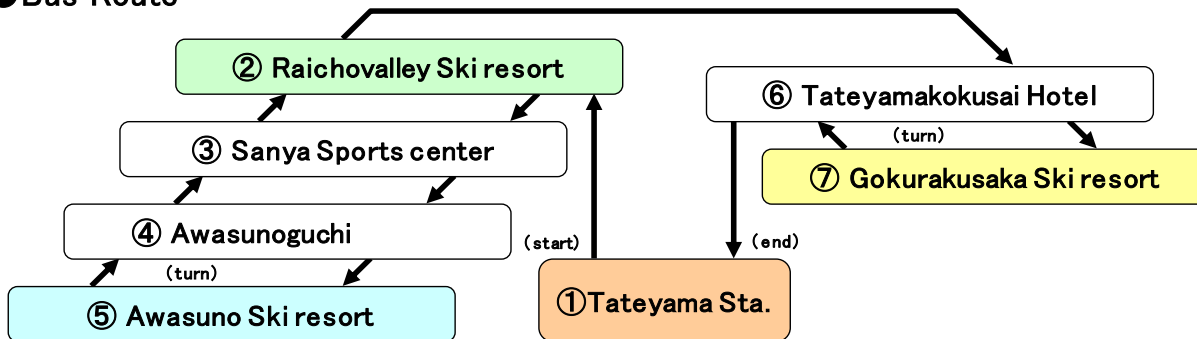 ●Bus Route
② Raichovalley Ski resort
⑥ Tateyamakokusai Hotel
③ Sanya Sports center
(turn)
⑦ Gokurakusaka Ski resort
④ Awasunoguchi
(start)
(end)
(turn)
⑤ Awasuno Ski resort
①Tateyama Sta.